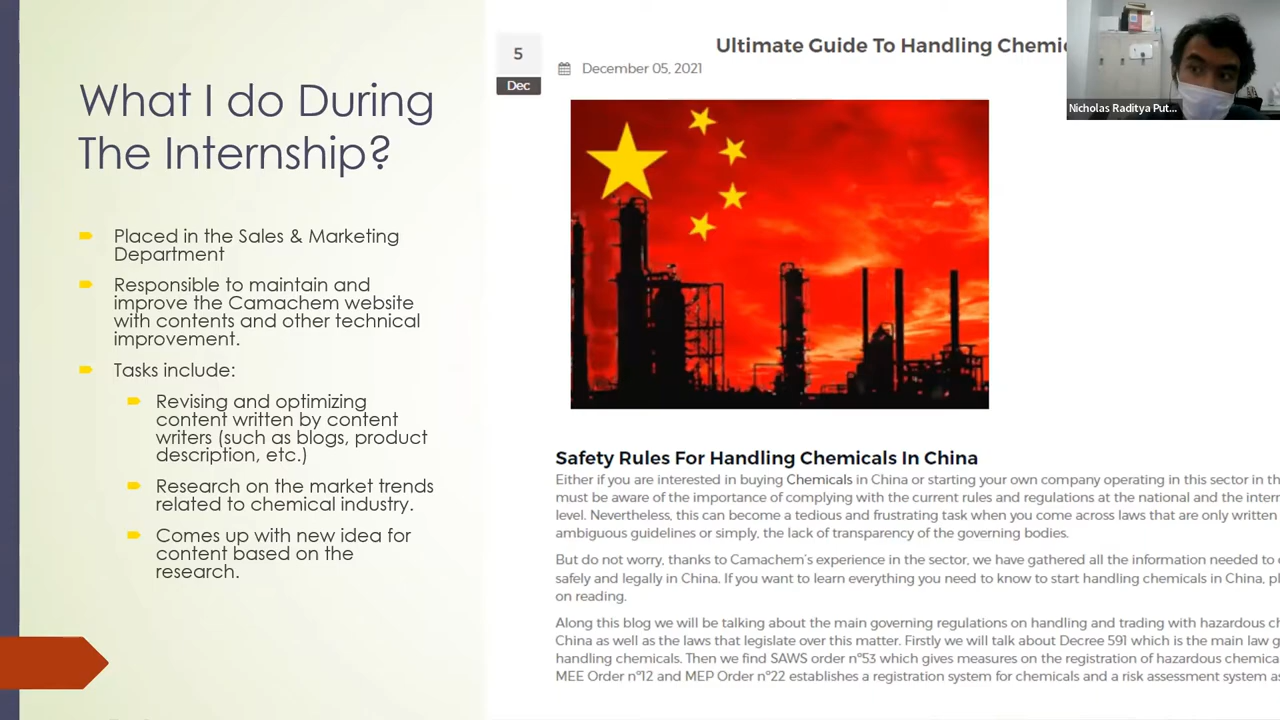 What I do During
The Internship?
Placed in the Sales & Marketing
Department
Responsible to maintain and
improve the Camachem website
with contents and other technical
improvement.
Tasks include:
Revising and optimizing
content written by content
writers (such as blogs, product
description, etc.)
Research on the market trends
related to chemical industry.
Comes up with new idea for
content based on the
research.
5
Dec
Ultimate Guide To Handling Chemic
December 05, 2021
Nicholas Raditya Put...
Safety Rules For Handling Chemicals In China
Either if you are interested in buying Chemicals in China or starting your own company operating in this sector in th
must be aware of the importance of complying with the current rules and regulations at the national and the intern
level. Nevertheless, this can become a tedious and frustrating task when you come across laws that are only written
ambiguous guidelines or simply, the lack of transparency of the governing bodies.
But do not worry, thanks to Camachem's experience in the sector, we have gathered all the information needed to
safely and legally in China. If you want to learn everything you need to know to start handling chemicals in China, pl
on reading.
Along this blog we will be talking about the main governing regulations on handling and trading with hazardous ch
China as well as the laws that legislate over this matter. Firstly we will talk about Decree 591 which is the main law
handling chemicals. Then we find SAWS order nº53 which gives measures on the registration of hazardous chemica
MEE Order nº12 and MEP Order nº22 establishes a registration system for chemicals and a risk assessment system as